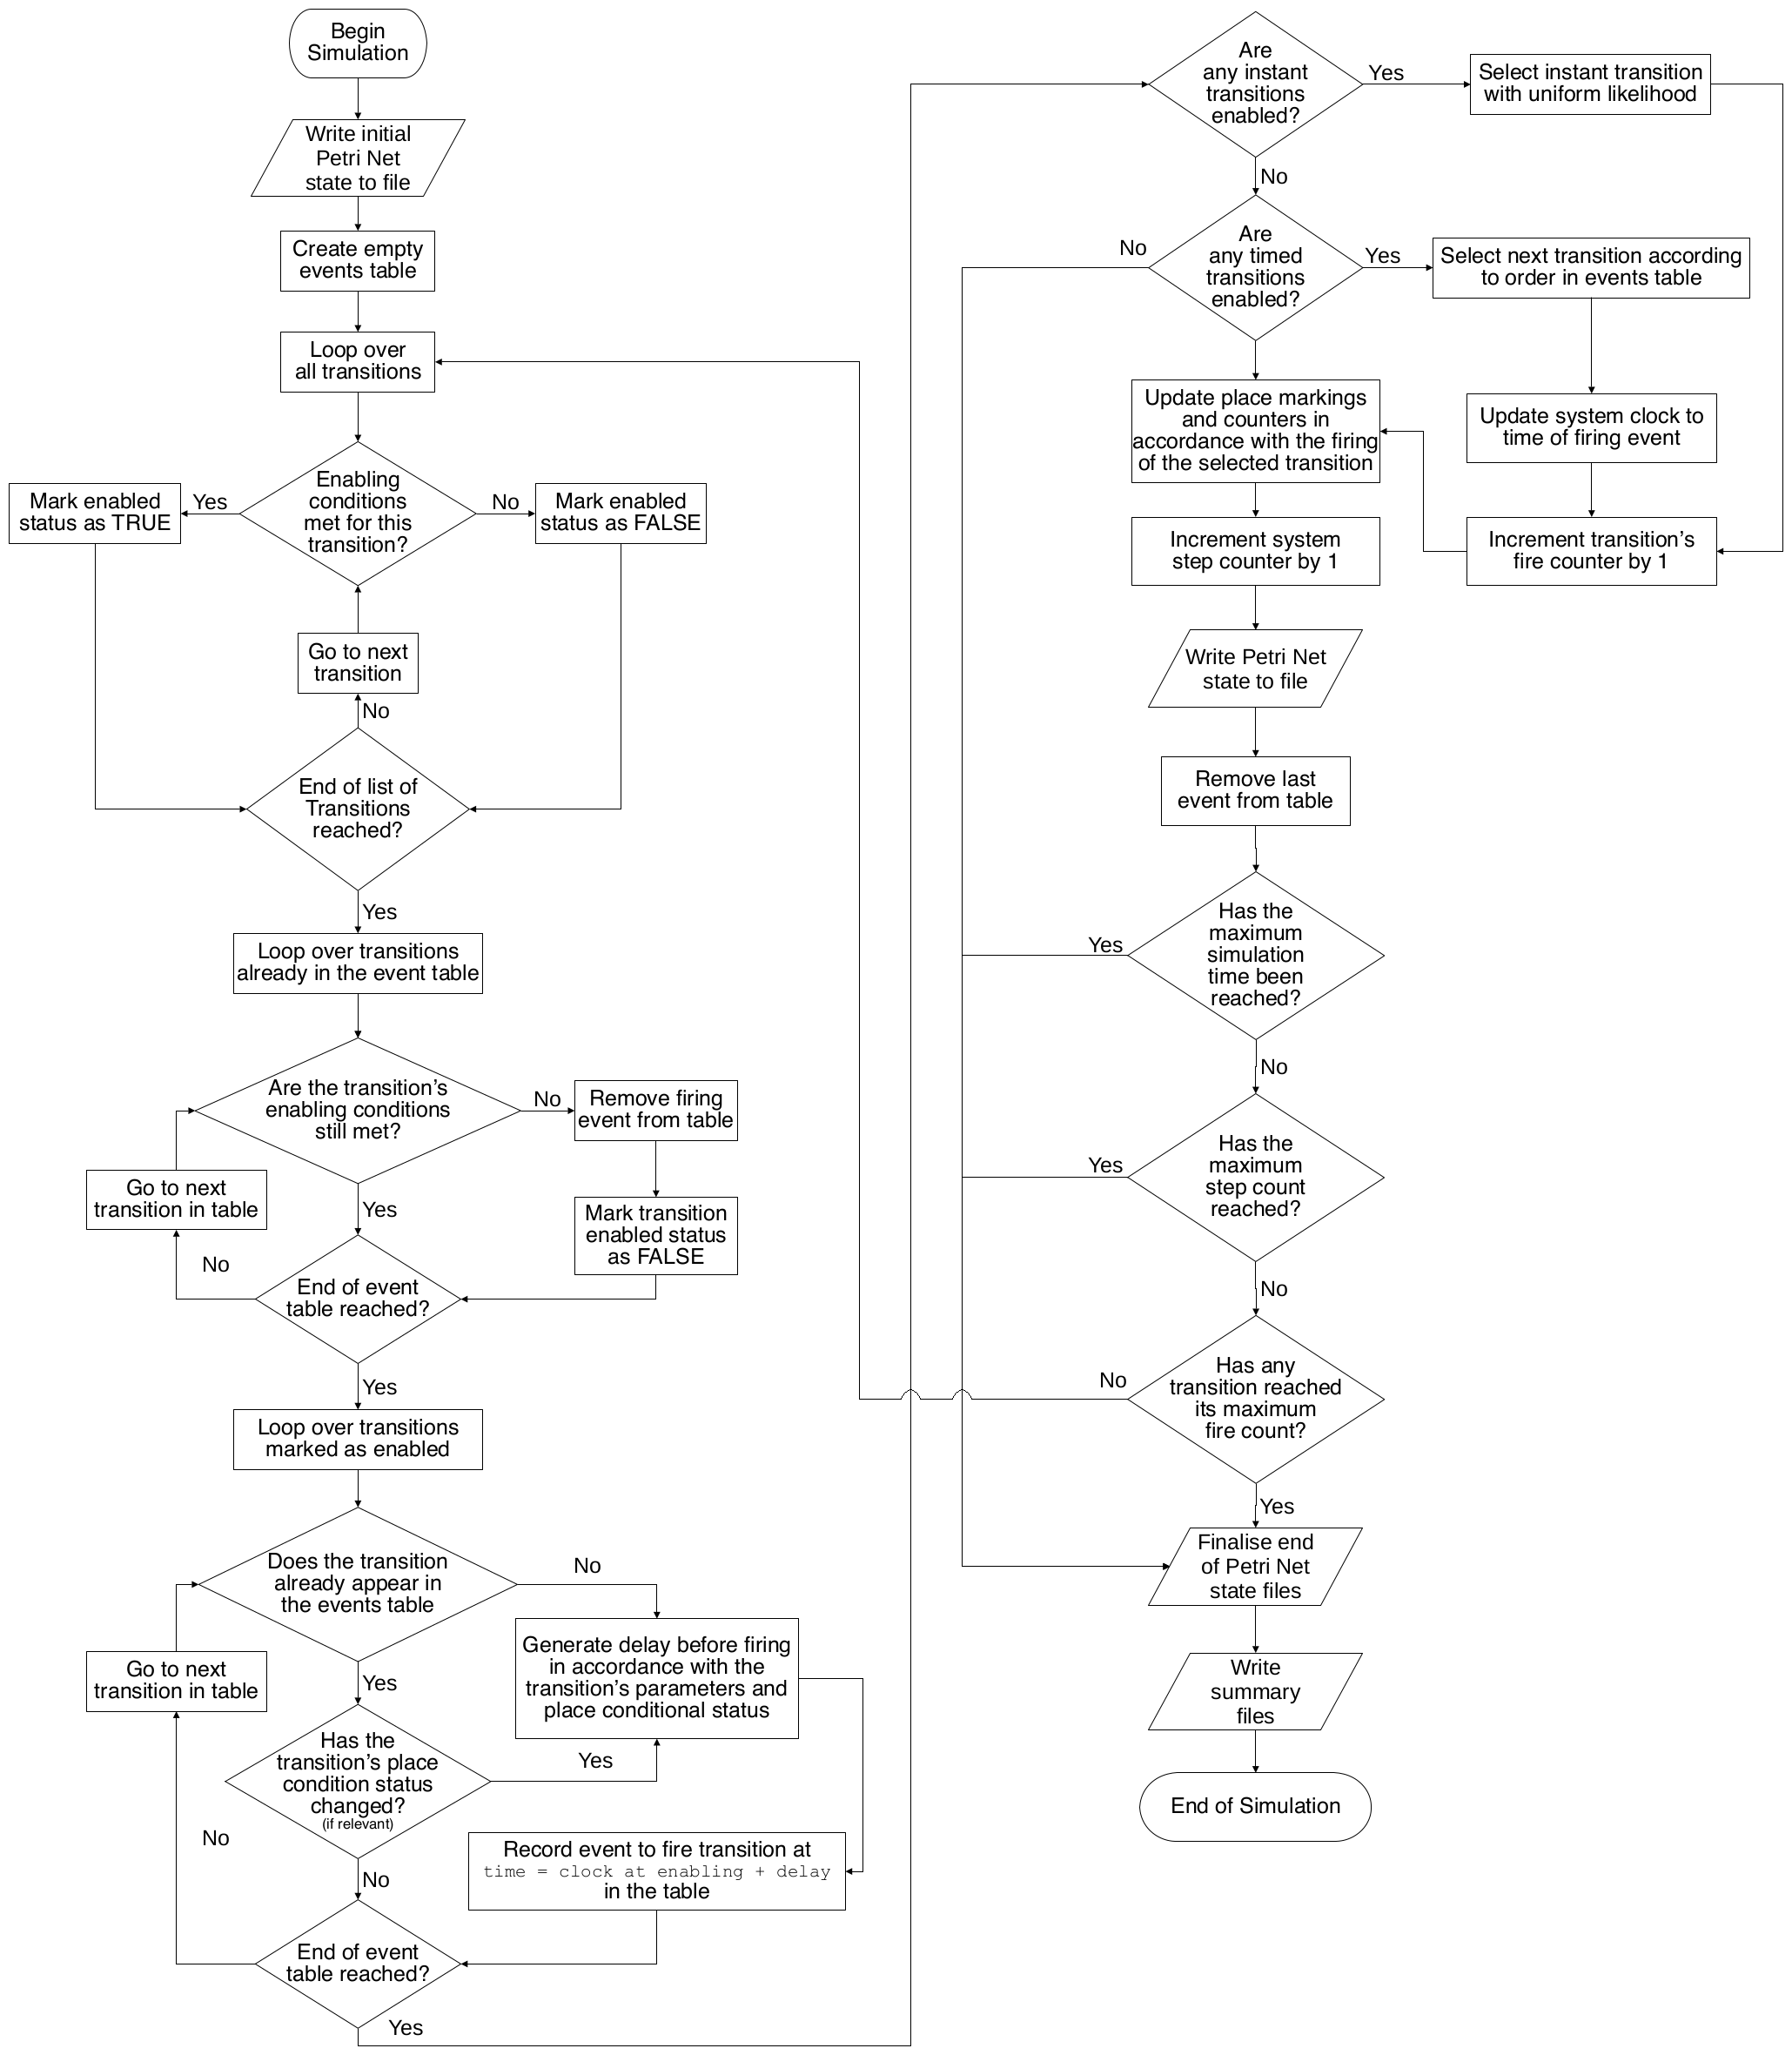 Begin
Simulation
Write initial
Petri Net
state to file
Create empty
events table
Loop over
all transitions
Enabling
conditions
met for this
transition?
Yes
No
Mark enabled
status as TRUE
Mark enabled
status as FALSE
Go to next
transition
No
End of list of
Transitions
reached?
Yes
Loop over transitions
already in the event table
Are the transition's
enabling conditions
still met?
No
Remove firing
event from table
Go to next
transition in table
Yes
Mark transition
enabled status
as FALSE
No
End of event
table reached?
Yes
Loop over transitions
marked as enabled
Does the transition
already appear in
the events table
No
Generate delay before firing
in accordance with the
transition's parameters and
place conditional status
Go to next
transition in table
Yes
Has the
transition's place
condition status
changed?
(if relevant)
Yes
No
Record event to fire transition at
time = clock at enabling + delay
in the table
No
End of event
table reached?
Yes
Are
any instant
transitions
enabled?
Yes
Select instant transition
with uniform likelihood
No
Are
any timed
transitions
enabled?
No
Yes
Select next transition according
to order in events table
Update place markings
and counters in
accordance with the firing
of the selected transition
Update system clock to
time of firing event
Increment system
step counter by 1
Increment transition's
fire counter by 1
Write Petri Net
state to file
Remove last
event from table
Has the
maximum
simulation
time been
reached?
Yes
No
Has the
maximum
step count
reached?
Yes
No
Has any
transition reached
its maximum
fire count?
No
Yes
Finalise end
of Petri Net
state files
Write
summary
files
End of Simulation